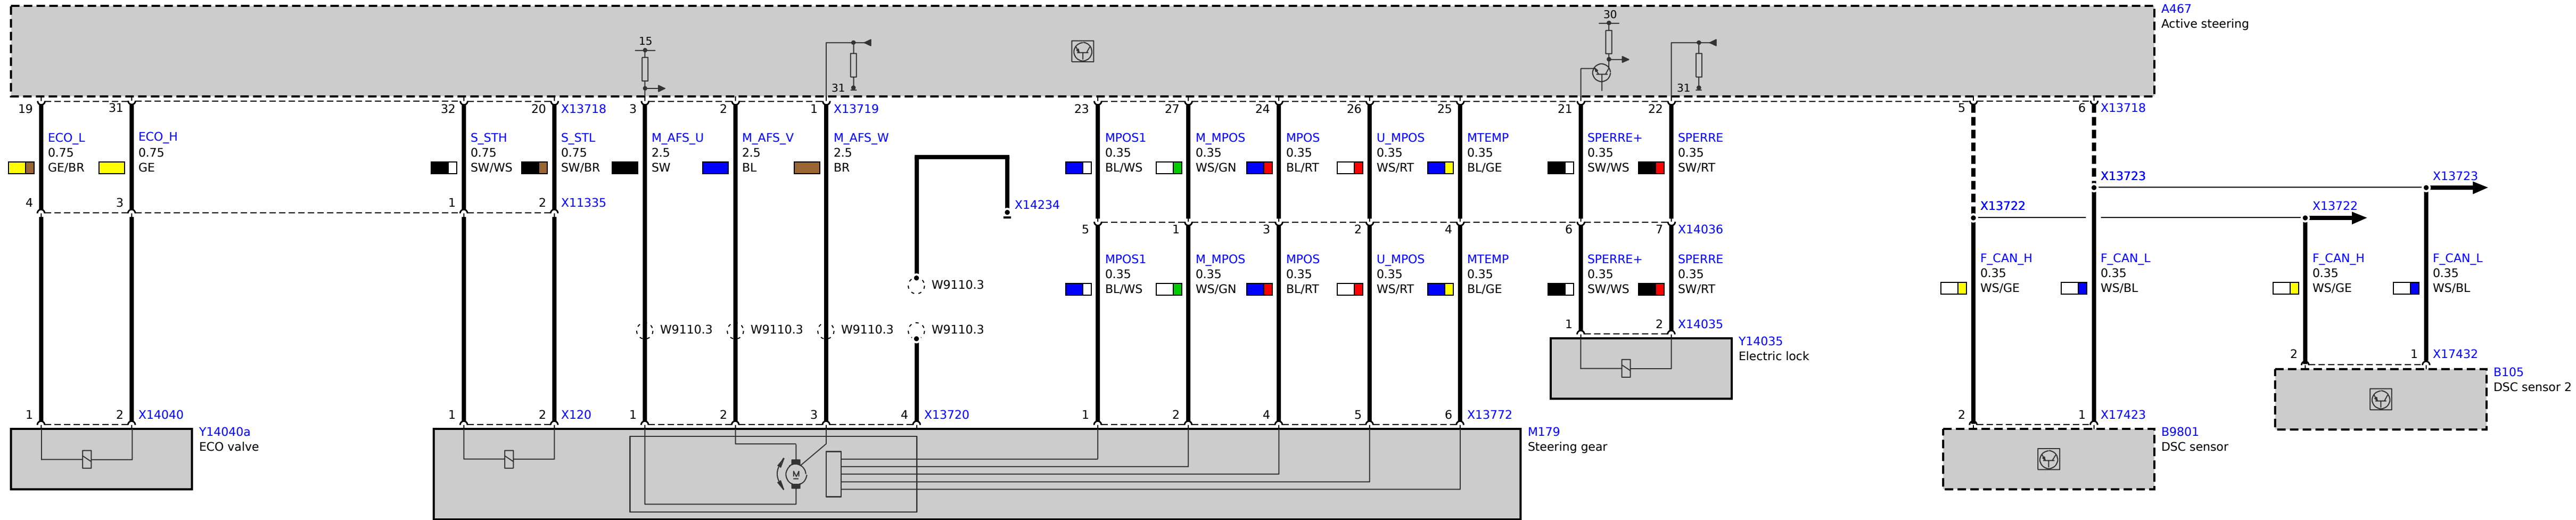 A467
Active steering
15
31
30
31
19
31
32
20
X13718
3
2
1
X13719
23
27
24
26
25
21
22
5
6
X13718
ECO_L
0.75
GE/BR
ECO_H
0.75
GE
S_STH
0.75
SW/WS
S_STL
0.75
SW/BR
M_AFS_U
2.5
SW
M_AFS_V
2.5
BL
M_AFS_W
2.5
BR
MPOS1
0.35
BL/WS
M_MPOS
0.35
WS/GN
MPOS
0.35
BL/RT
U_MPOS
0.35
WS/RT
MTEMP
0.35
BL/GE
SPERRE+
0.35
SW/WS
SPERRE
0.35
SW/RT
X13723
X13723
4
3
1
2
X11335
X14234
X13722
X13722
5
1
3
2
4
6
7
X14036
MPOS1
0.35
BL/WS
M_MPOS
0.35
WS/GN
MPOS
0.35
BL/RT
U_MPOS
0.35
WS/RT
MTEMP
0.35
BL/GE
SPERRE+
0.35
SW/WS
SPERRE
0.35
SW/RT
F_CAN_H
0.35
WS/GE
F_CAN_L
0.35
WS/BL
F_CAN_H
0.35
WS/GE
F_CAN_L
0.35
WS/BL
W9110.3
W9110.3
W9110.3
W9110.3
W9110.3
1
2
X14035
Y14035
Electric lock
2
1
X17432
B105
DSC sensor 2
1
2
X14040
1
2
X120
1
2
3
4
X13720
1
2
4
5
6
X13772
2
1
X17423
Y14040a
ECO valve
M
M179
Steering gear
B9801
DSC sensor